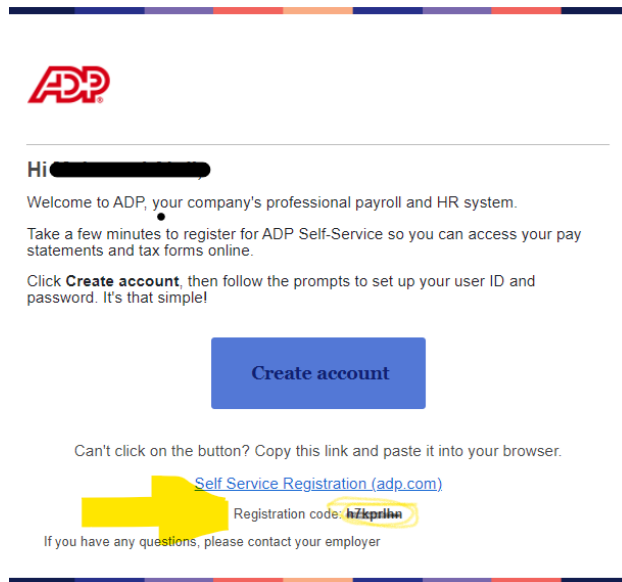 ADP
Hi
Welcome to ADP, your company's professional payroll and HR system.
Take a few minutes to register for ADP Self-Service so you can access your pay
statements and tax forms online.
Click Create account, then follow the prompts to set up your user ID and
password. It's that simple!
Create account
Can't click on the button? Copy this link and paste it into your browser.
Self Service Registration (adp.com)
Registration code:
If you have any questions, please contact your employer